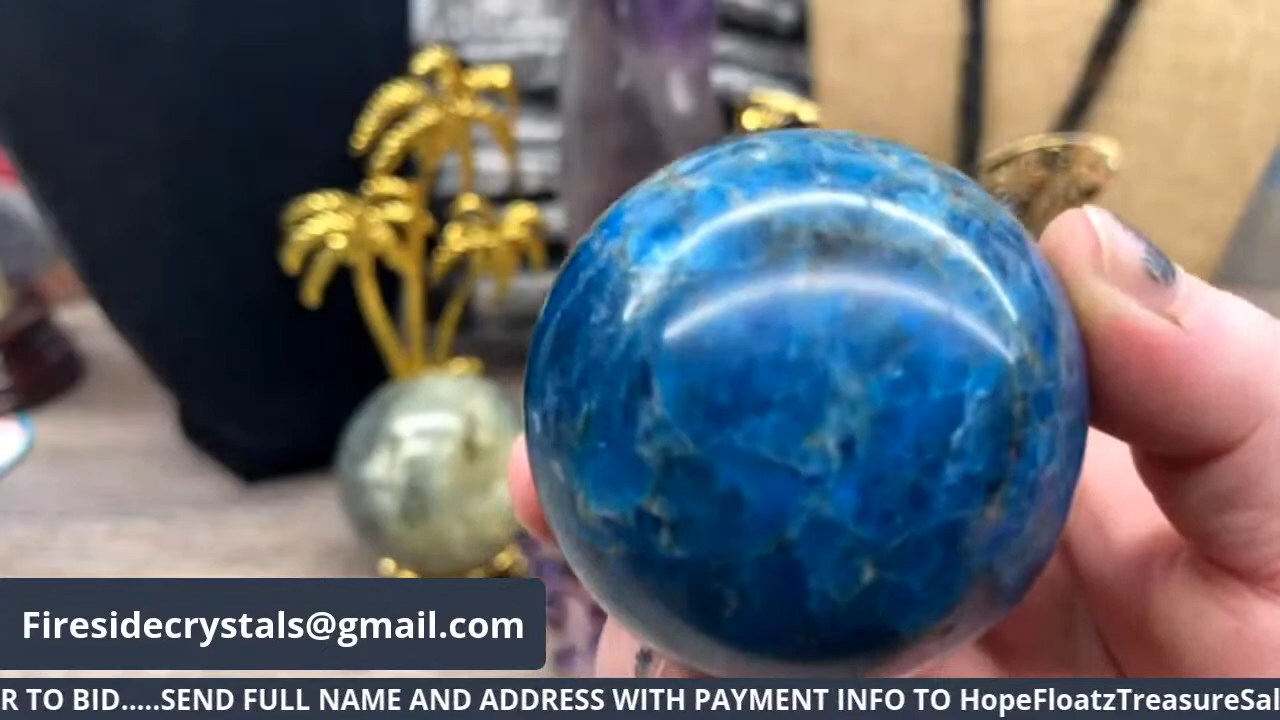 Firesidecrystals@gmail.com
R TO BID.....SEND FULL NAME AND ADDRESS WITH PAYMENT INFO TO HopeFloatzTreasureSal